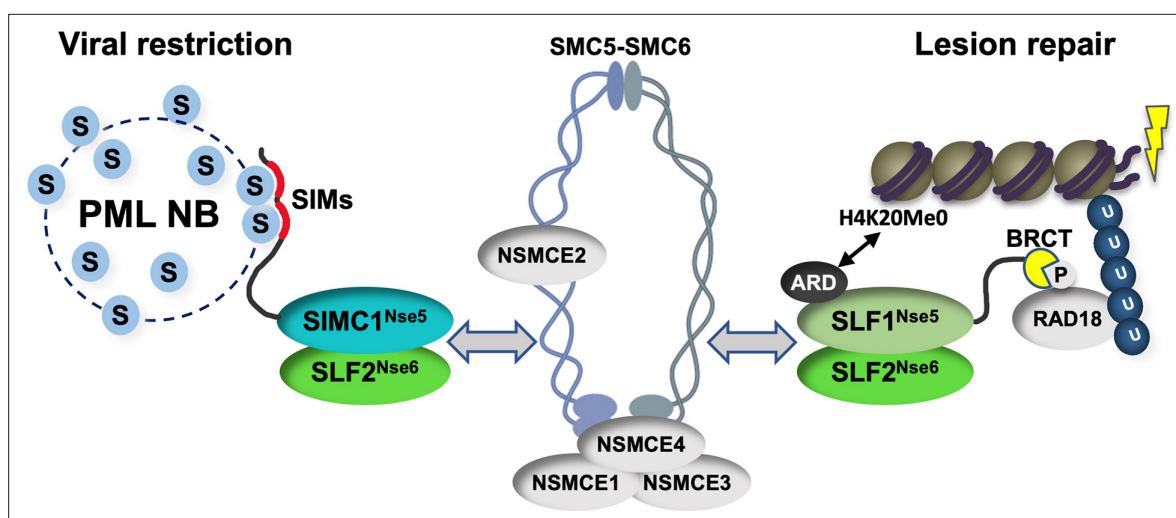 Viral restriction
SMC5-SMC6
Lesion repair
S
S
S
S
S
S
S
S
S
S
PML NB
SIMs
SIMC1Nse5
SLF2Nse6
NSMCE2
NSMCE4
NSMCE1
NSMCE3
H4K20Me0
ARD
SLF1Nse5
SLF2Nse6
BRCT
P
RAD18
U
U
U
U
U